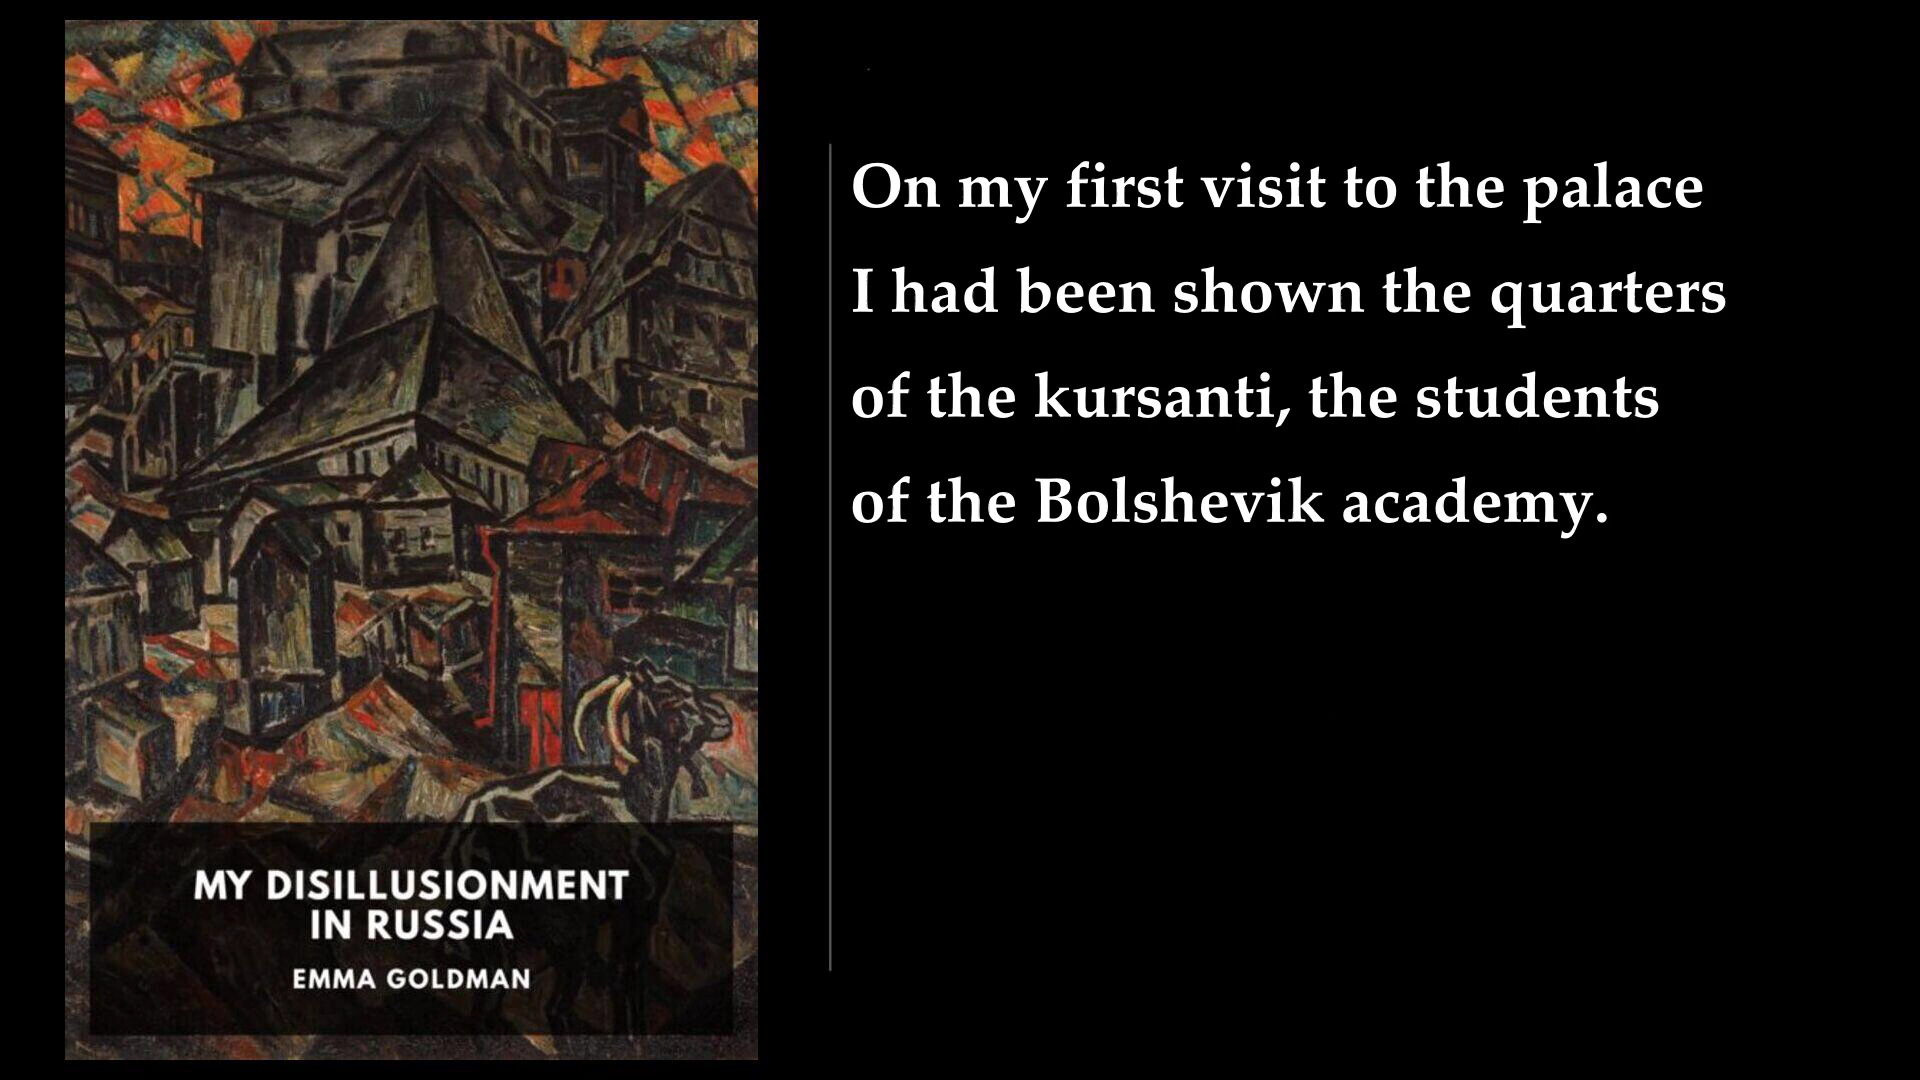 On my first visit to the palace
I had been shown the quarters
of the kursanti, the students
of the Bolshevik academy.
MY DISILLUSIONMENT
IN RUSSIA
EMMA GOLDMAN